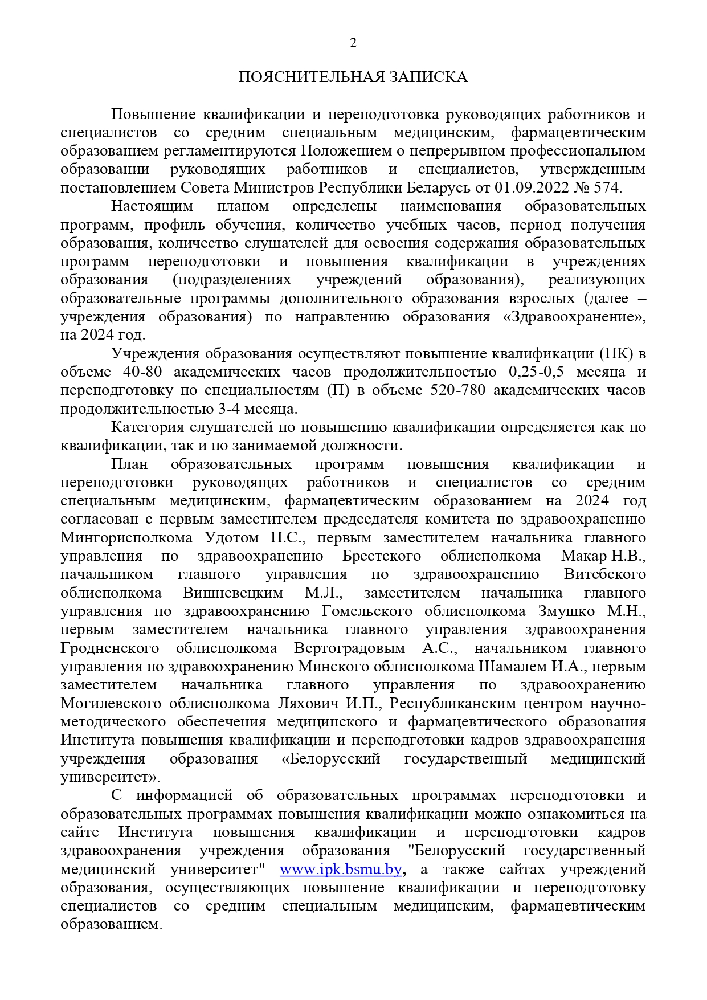 2
ПОЯСНИТЕЛЬНАЯ ЗАПИСКА
Повышение квалификации и переподготовка руководящих работников и
специалистов со средним специальным медицинским, фармацевтическим
образованием регламентируются Положением о непрерывном профессиональном
образовании руководящих работников и специалистов, утвержденным
постановлением Совета Министров Республики Беларусь от 01.09.2022 № 574.
Настоящим планом определены наименования образовательных
программ, профиль обучения, количество учебных часов, период получения
образования, количество слушателей для освоения содержания образовательных
программ переподготовки и повышения квалификации в учреждениях
образования (подразделениях учреждений образования), реализующих
образовательные программы дополнительного образования взрослых (далее –
учреждения образования) по направлению образования «Здравоохранение»,
на 2024 год.
Учреждения образования осуществляют повышение квалификации (ПК) в
объеме 40-80 академических часов продолжительностью 0,25-0,5 месяца и
переподготовку по специальностям (П) в объеме 520-780 академических часов
продолжительностью 3-4 месяца.
Категория слушателей по повышению квалификации определяется как по
квалификации, так и по занимаемой должности.
План образовательных программ повышения квалификации и
переподготовки руководящих работников и специалистов со средним
специальным медицинским, фармацевтическим образованием на 2024 год
согласован с первым заместителем председателя комитета по здравоохранению
Мингорисполкома Удотом П.С., первым заместителем начальника главного
управления по здравоохранению Брестского облисполкома Макар Н.В.,
начальником главного управления по здравоохранению Витебского
облисполкома Вишневецким М.Л., заместителем начальника главного
управления по здравоохранению Гомельского облисполкома Змушко М.Н.,
первым заместителем начальника главного управления здравоохранения
Гродненского облисполкома Вертоградовым А.С., начальником главного
управления по здравоохранению Минского облисполкома Шамалем И.А., первым
заместителем начальника главного управления по здравоохранению
Могилевского облисполкома Ляхович И.П., Республиканским центром научно-
методического обеспечения медицинского и фармацевтического образования
Института повышения квалификации и переподготовки кадров здравоохранения
учреждения образования «Белорусский государственный медицинский
университет».
С информацией об образовательных программах переподготовки и
образовательных программах повышения квалификации можно ознакомиться на
сайте Института повышения квалификации и переподготовки кадров
здравоохранения учреждения образования "Белорусский государственный
медицинский университет" www.ipk.bsmu.by, а также сайтах учреждений
образования, осуществляющих повышение квалификации и переподготовку
специалистов со средним специальным медицинским, фармацевтическим
образованием.